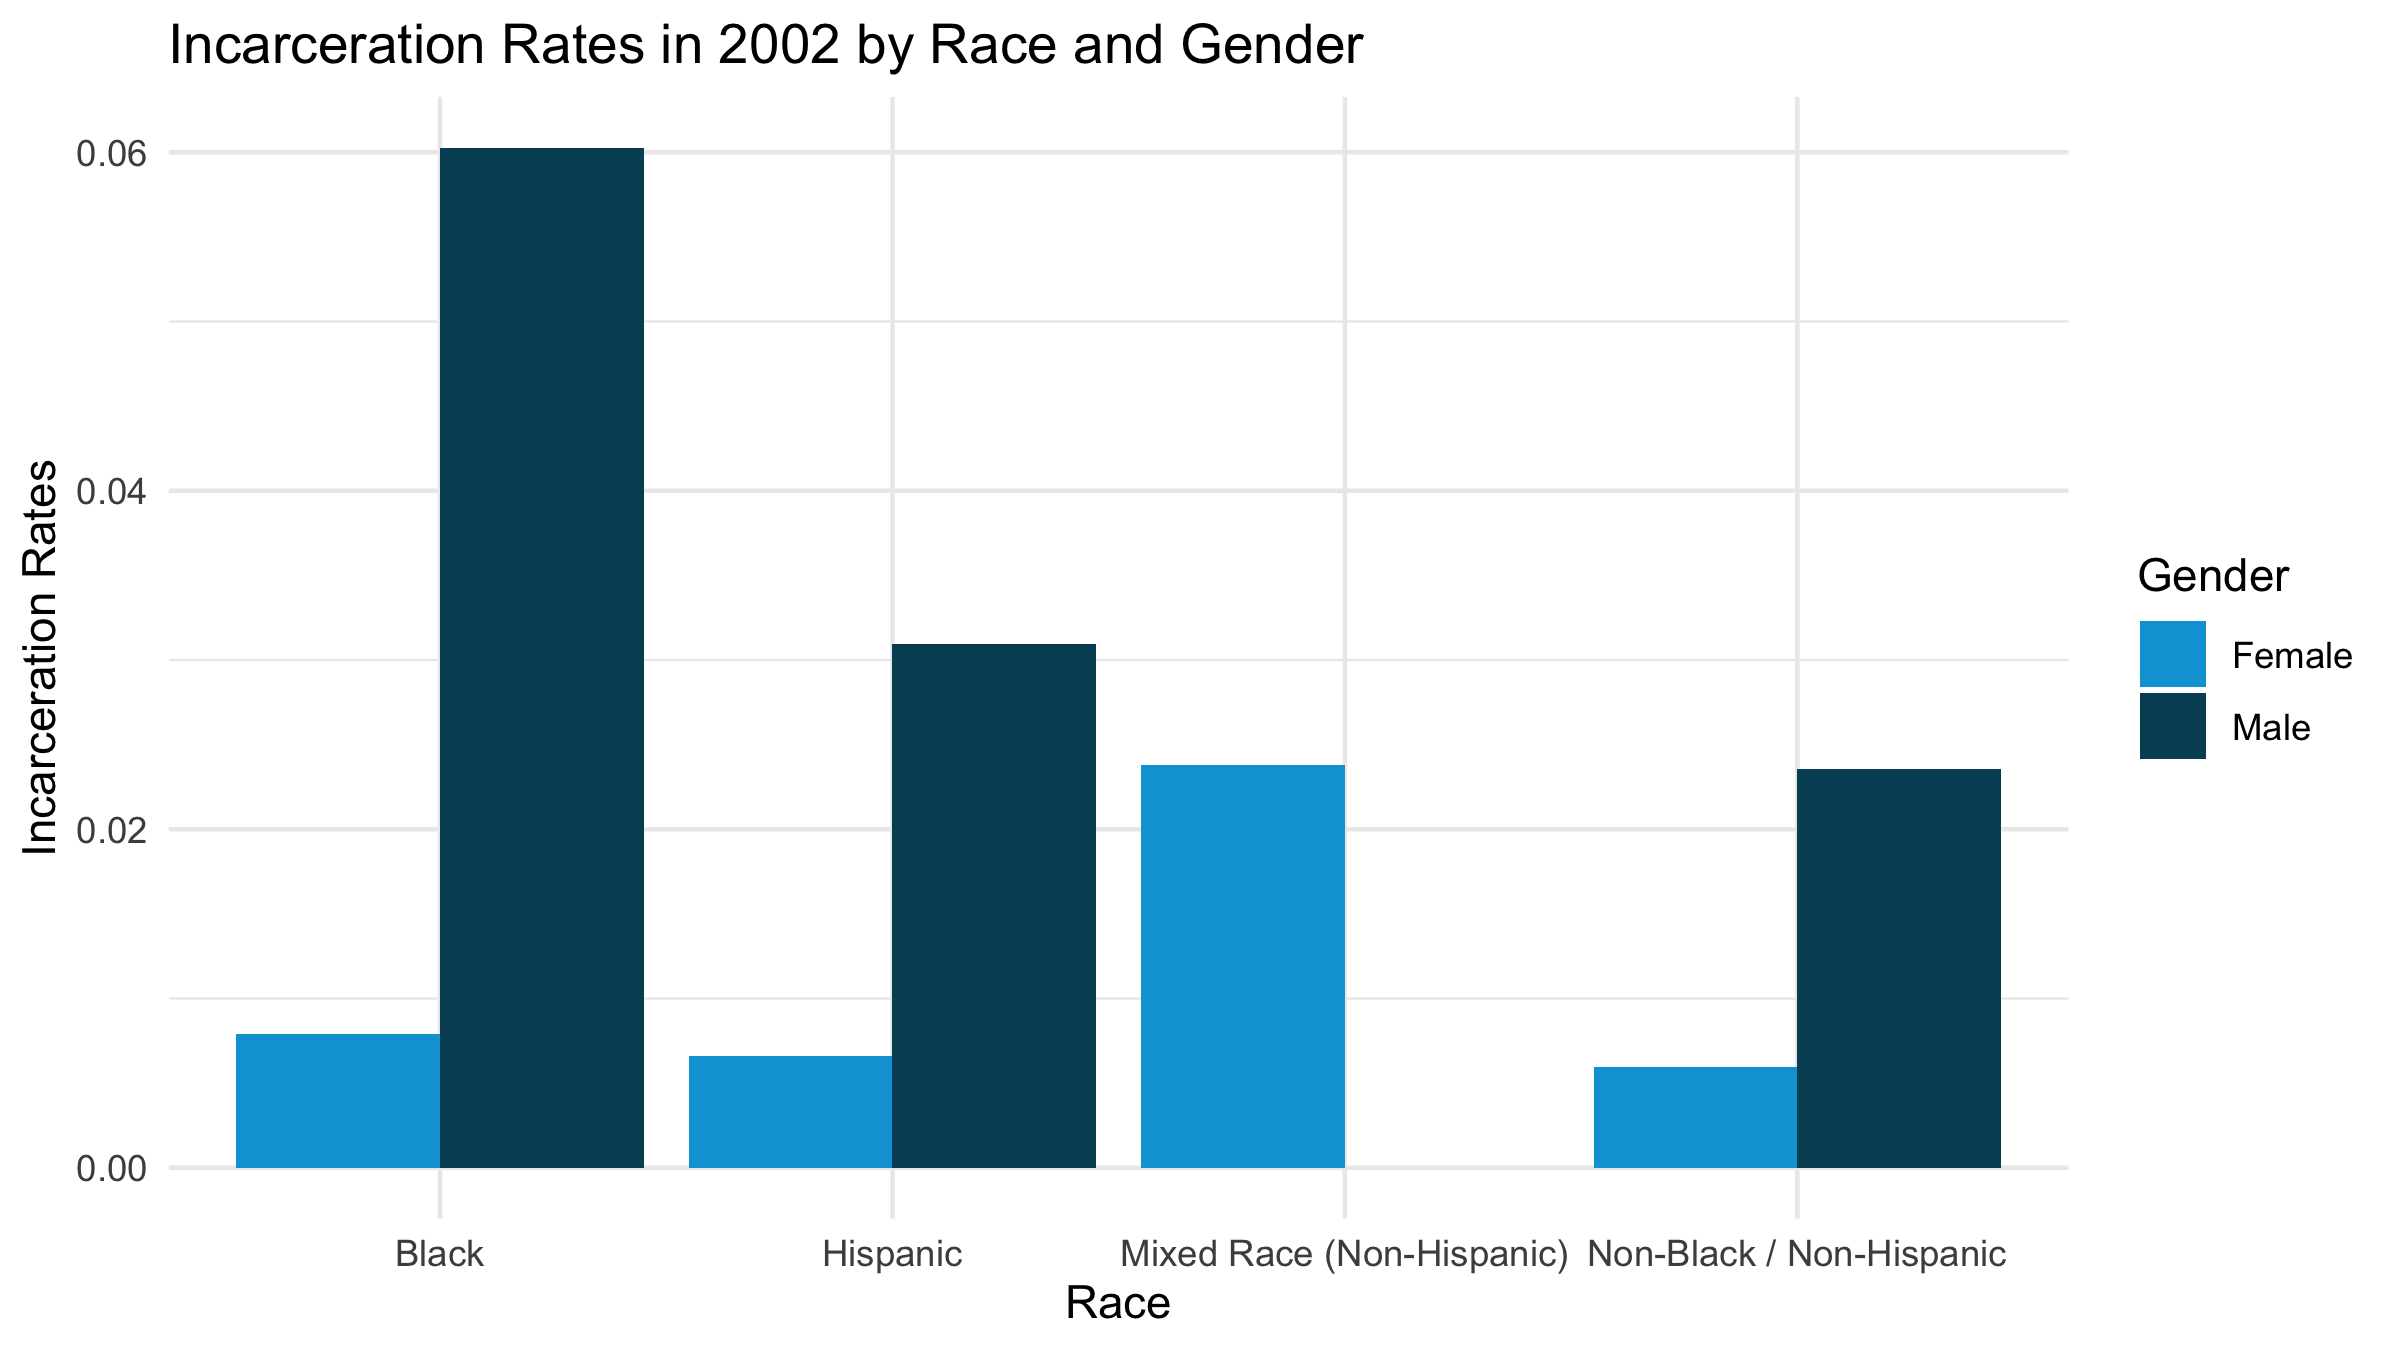 Incarceration Rates in 2002 by Race and Gender
Incarceration Rates
0.06
0.04
0.02
0.00
Black
Hispanic
Mixed Race (Non-Hispanic)
Non-Black / Non-Hispanic
Race
Gender
Female
Male